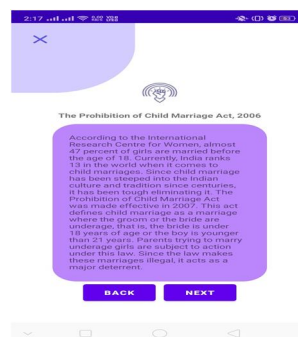 2:17
The Prohibition of Child Marriage Act, 2006
According to the International
Research Centre for Women, almost
47 percent of girls are married before
the age of 18. Currently, India ranks
13 in the world when it comes to
child marriages. Since child marriage
has been steeped into the Indian
culture and tradition since centuries,
it has been tough eliminating it. The
Prohibition of Child Marriage Act
was made effective in 2007. This act
defines child marriage as a marriage
where the groom or the bride are
underage, that is, the bride is under
18 years of age or the boy is younger
than 21 years. Parents trying to marry
underage girls are subject to action
under this law. Since the law makes
these marriages illegal, it acts as a
major deterrent.
BACK NEXT